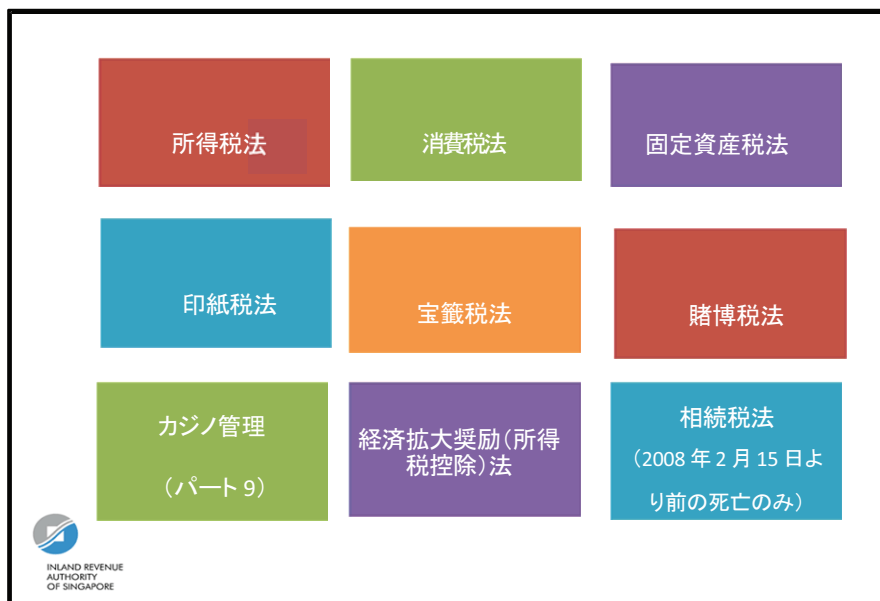 所得税法
消費税法
固定資産税法
印紙税法
宝籤税法
賭博税法
カジノ管理
（パート 9）
経済拡大奨励（所得
税控除）法
相続税法
（2008 年 2 月 15 日よ
り前の死亡のみ）
INLAND REVENUE
AUTHORITY
OF SINGAPORE